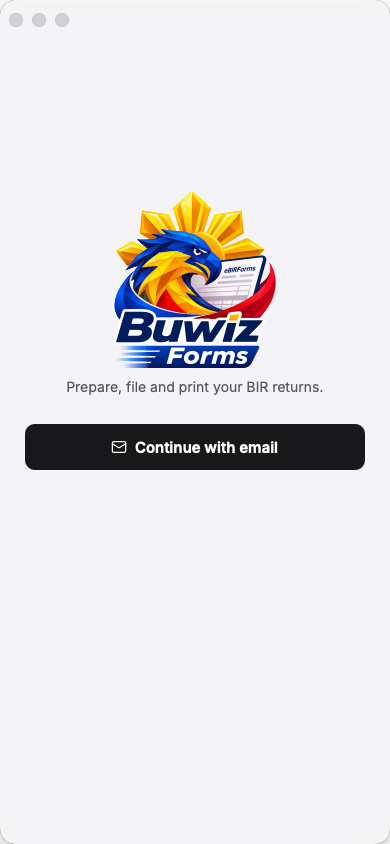 eBIRForms
Buwiz
Forms
Prepare, file and print your BIR returns.
Continue with email